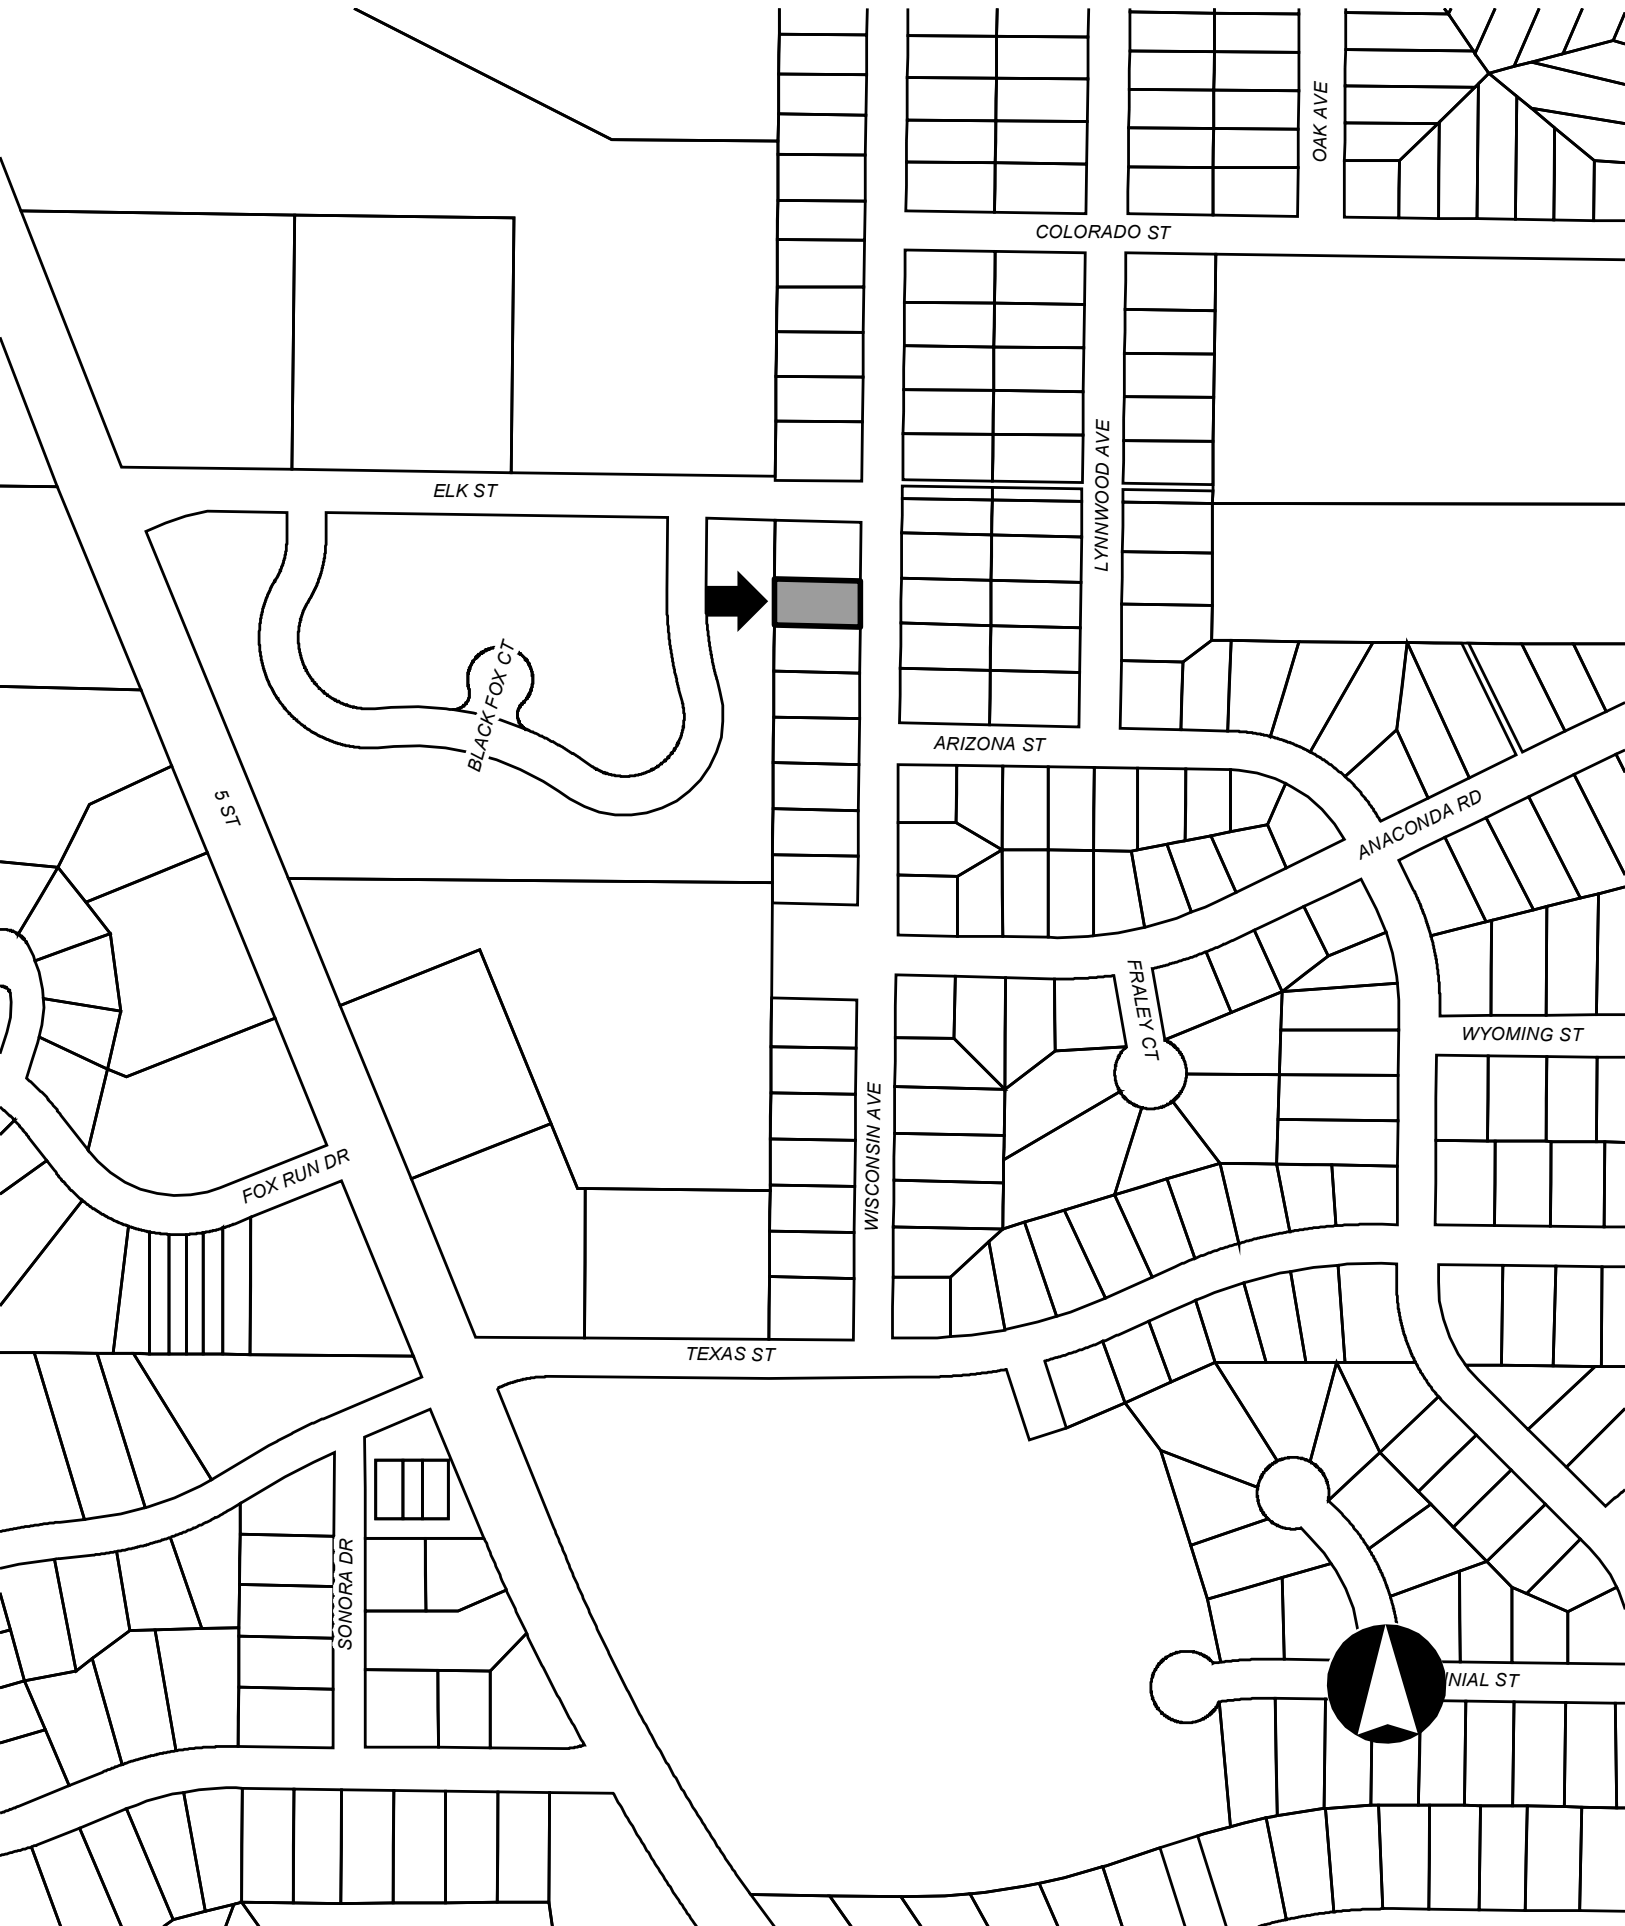 OAK AVE
COLORADO ST
ELK ST
LYNNWOOD AVE
BLACK FOX CT
ARIZONA ST
5 ST
ANACONDA RD
FRALEY CT
WYOMING ST
WISCONSIN AVE
FOX RUN DR
TEXAS ST
SONORA DR
NIAL ST